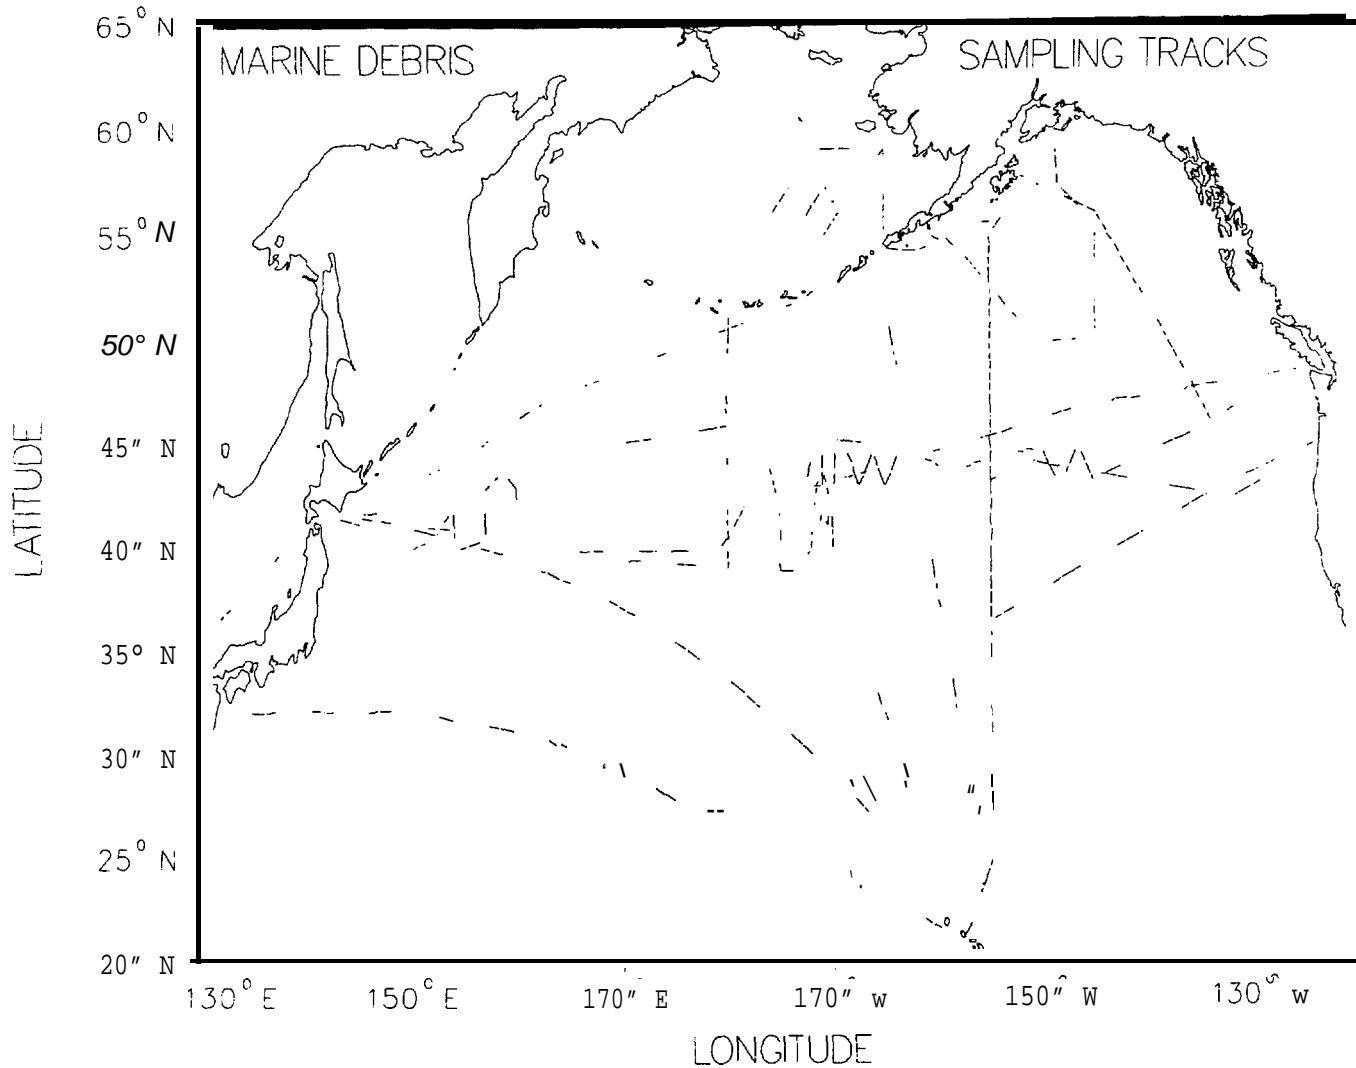 MARINE DEBRIS
SAMPLING TRACKS
65° N
60° N
55° N
50° N
45″ N
40″ N
35° N
30″ N
25° N
20″ N
LATITUDE
130° E
150° E
170″ E
170″ w
150″ W
130° w
LONGITUDE